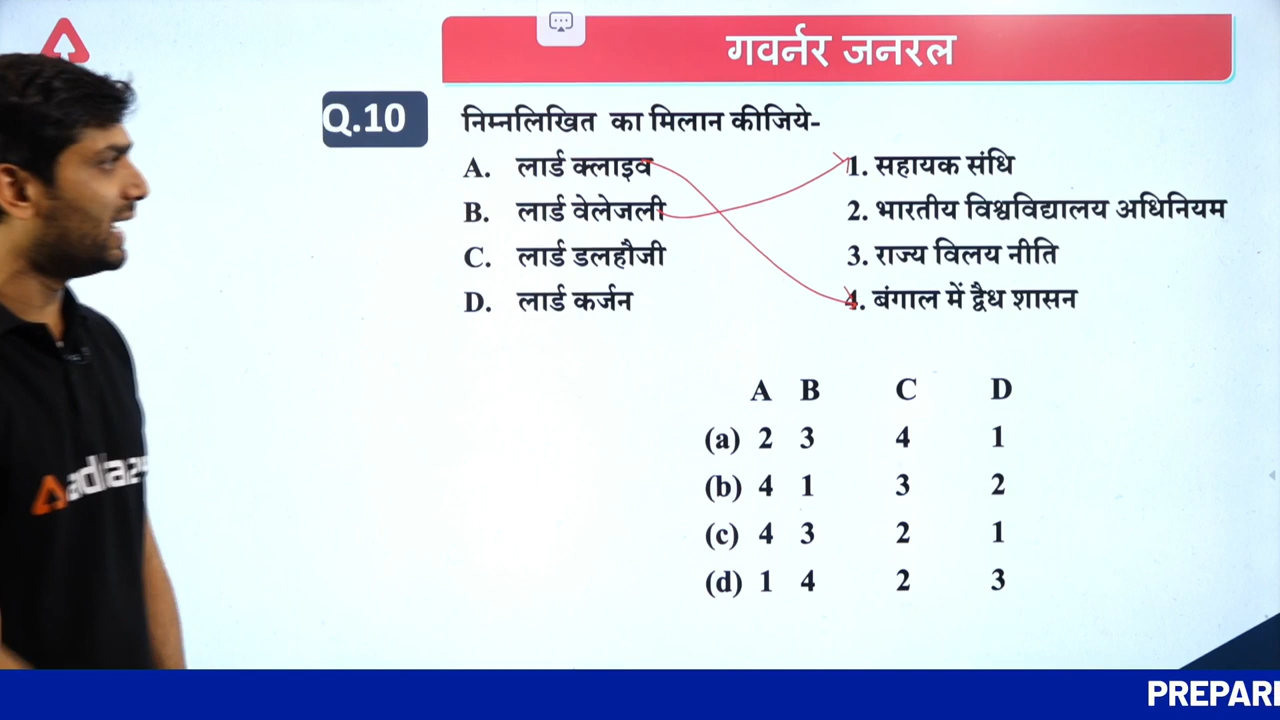 गवर्नर जनरल
Q.10 निम्नलिखित का मिलान कीजिये-
A. लार्ड क्लाइव 1. सहायक संधि
B. लार्ड वेलेजली 2. भारतीय विश्वविद्यालय अधिनियम
C. लार्ड डलहौजी 3. राज्य विलय नीति
D. लार्ड कर्जन 4. बंगाल में द्वैध शासन
A B C D
(a) 2 3 4 1
(b) 4 1 3 2
(c) 4 3 2 1
(d) 1 4 2 3